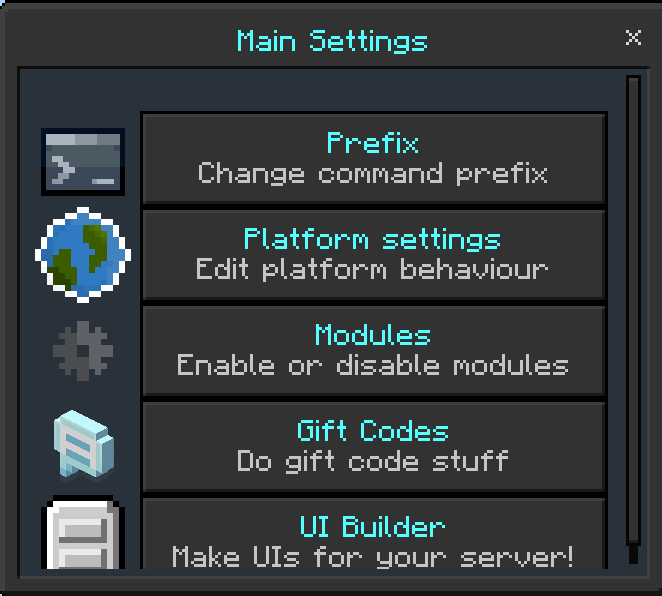 Main Settings
Prefix
Change command prefix
Platform settings
Edit platform behaviour
Modules
Enable or disable modules
Gift Codes
Do gift code stuff
UI Builder
Make UIs for your server!